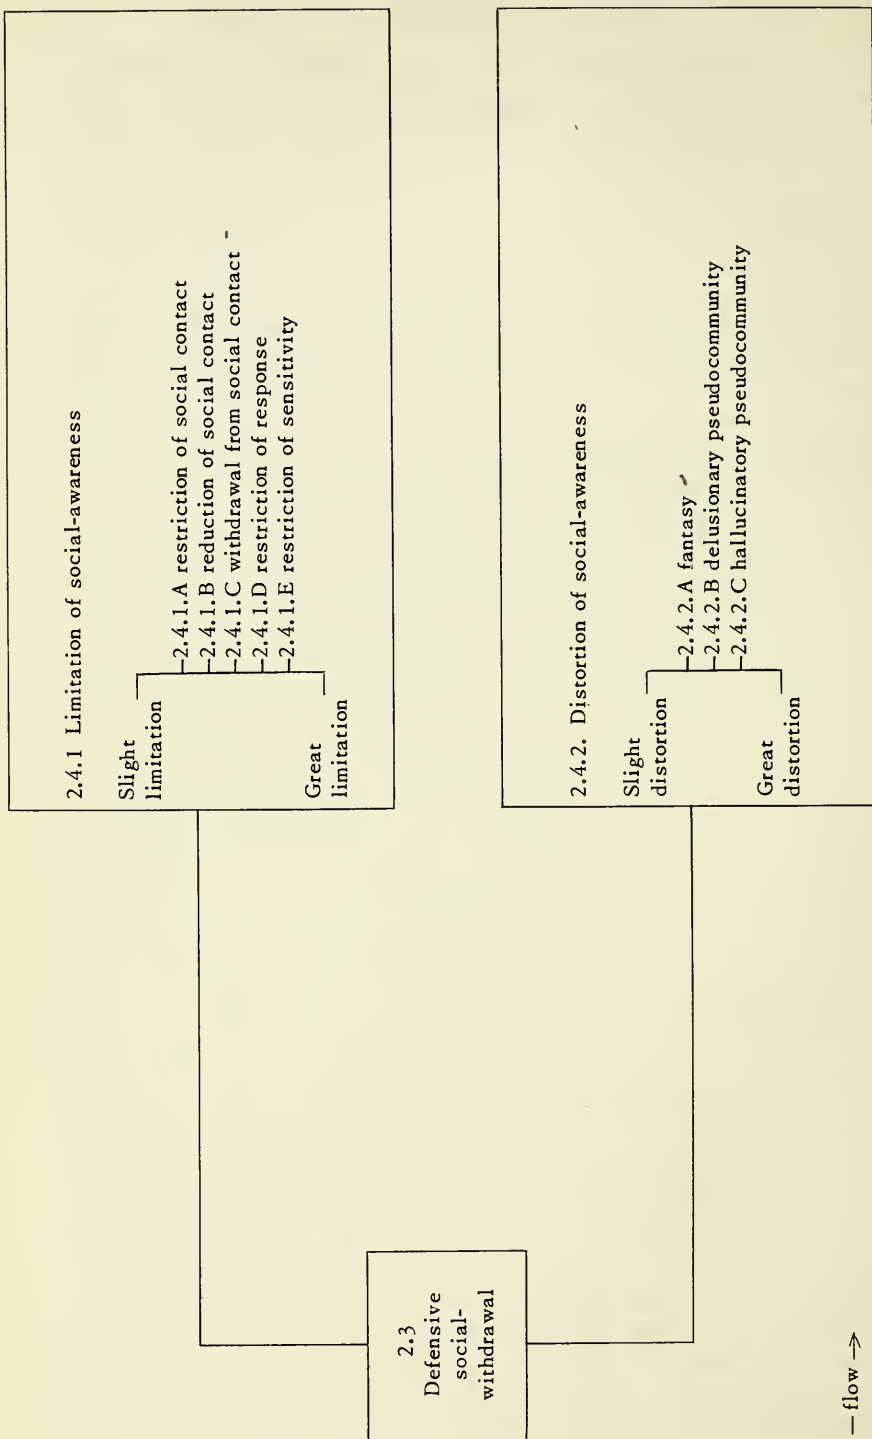 2.3
Defensive
social-
withdrawal
2.4.1 Limitation of social-awareness
Slight
limitation
2.4.1.A restriction of social contact
2.4.1.B reduction of social contact
2.4.1.C withdrawal from social contact
2.4.1.D restriction of response
2.4.1.E restriction of sensitivity
Great
limitation
2.4.2. Distortion of social-awareness
Slight
distortion
2.4.2.A fantasy
2.4.2.B delusionary pseudocommunity
2.4.2.C hallucinatory pseudocommunity
Great
distortion
— flow →